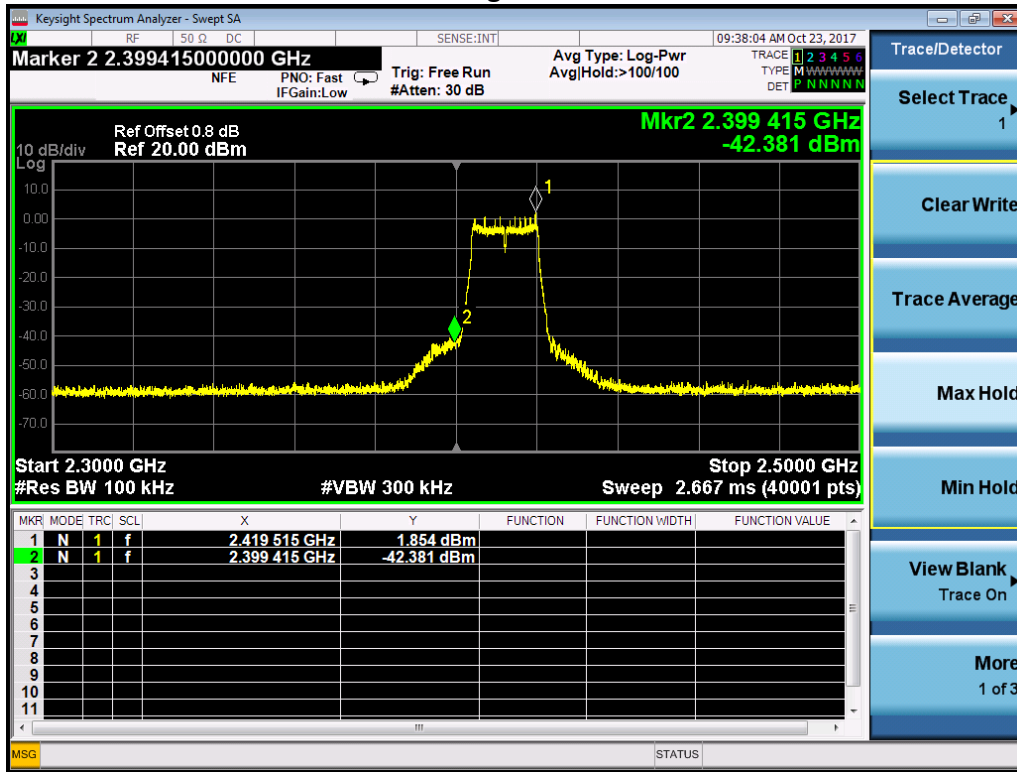 Keysight Spectrum Analyzer - Swept SA
LXI RF 50 Ω DC SENSE:INT 09:38:04 AM Oct 23, 2017
Marker 2 2.399415000000 GHz
NFE
PNO: Fast
IFGain:Low
Trig: Free Run
#Atten: 30 dB
Avg Type: Log-Pwr
Avg|Hold:>100/100
TRACE 1 2 3 4 5 6
TYPE M WWWWW
DET P N N N N N
Mkr2 2.399 415 GHz
-42.381 dBm
Ref Offset 0.8 dB
10 dB/div Ref 20.00 dBm
Log
10.0
0.00
-10.0
-20.0
-30.0
-40.0
-50.0
-60.0
-70.0
1
2
Start 2.3000 GHz Stop 2.5000 GHz
#Res BW 100 kHz #VBW 300 kHz Sweep 2.667 ms (40001 pts)
MKR MODE TRC SCL X Y FUNCTION FUNCTION WIDTH FUNCTION VALUE
1 N 1 f 2.419 515 GHz 1.854 dBm
2 N 1 f 2.399 415 GHz -42.381 dBm
3
4
5
6
7
8
9
10
11
MSG STATUS
Trace/Detector
Select Trace
1
Clear Write
Trace Average
Max Hold
Min Hold
View Blank
Trace On
More
1 of 3